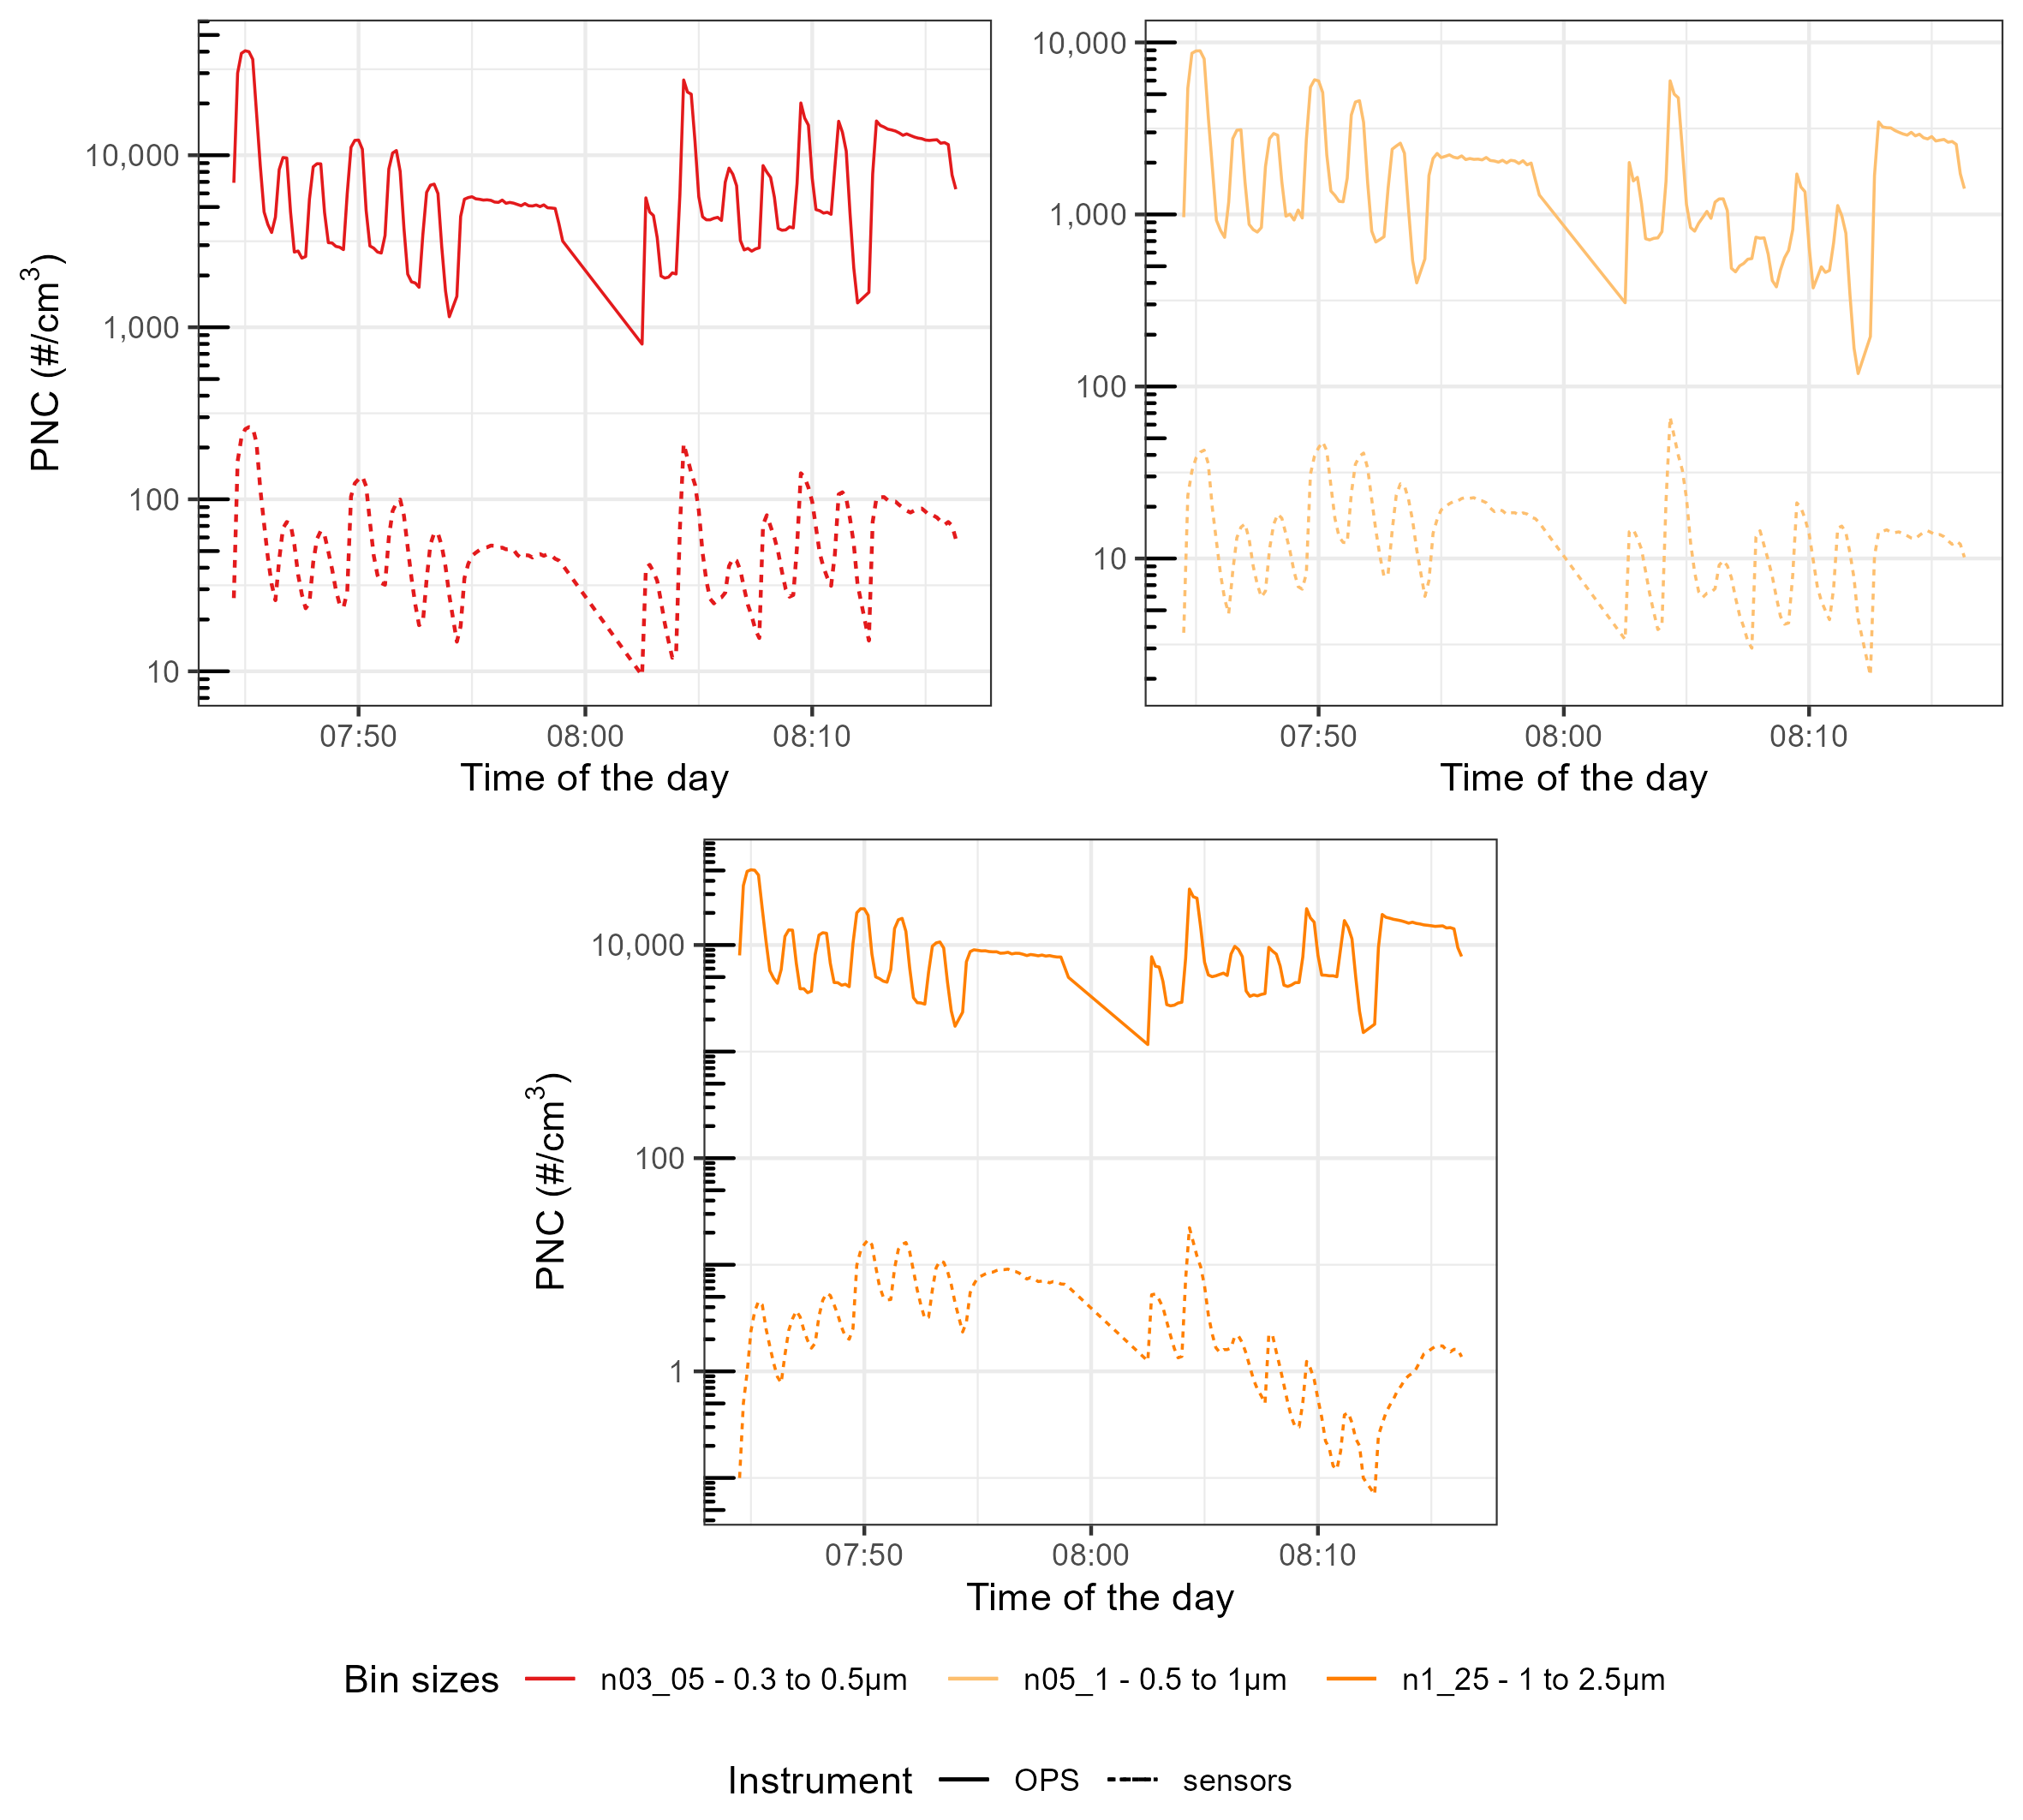 10,000
1,000
100
10
PNC (#/cm³)
07:50 08:00 08:10
Time of the day
10,000
1,000
100
10
07:50 08:00 08:10
Time of the day
10,000
100
1
PNC (#/cm³)
07:50 08:00 08:10
Time of the day
Bin sizes n03_05 - 0.3 to 0.5µm n05_1 - 0.5 to 1µm n1_25 - 1 to 2.5µm
Instrument OPS sensors